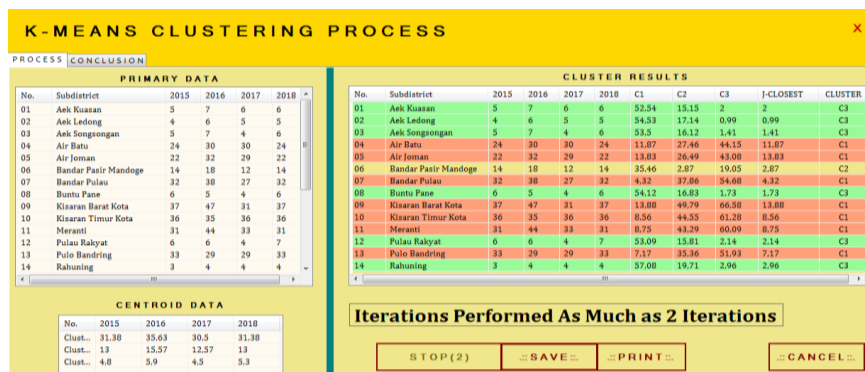 K-MEANS CLUSTERING PROCESS
X
PROCESS CONCLUSION
PRIMARY DATA
No. Subdistrict 2015 2016 2017 2018
01 Aek Kuasan 5 7 6 6
02 Aek Ledong 4 6 5 5
03 Aek Songsongan 5 7 4 6
04 Air Batu 24 30 30 24
05 Air Joman 22 32 29 22
06 Bandar Pasir Mandoge 14 18 12 14
07 Bandar Pulau 32 38 27 32
08 Buntu Pane 6 5 4 6
09 Kisaran Barat Kota 37 47 31 37
10 Kisaran Timur Kota 36 35 36 36
11 Meranti 31 44 33 31
12 Pulau Rakyat 6 6 4 7
13 Pulo Bandring 33 29 29 33
14 Rahuning 3 4 4 4
CENTROID DATA
No. 2015 2016 2017 2018
Clust... 31.38 35.63 30.5 31.38
Clust... 13 15.57 12.57 13
Clust... 4.8 5.9 4.5 5.3
CLUSTER RESULTS
No. Subdistrict 2015 2016 2017 2018 C1 C2 C3 J-CLOSEST CLUSTER
01 Aek Kuasan 5 7 6 6 52,54 15,15 2 2 C3
02 Aek Ledong 4 6 5 5 54,53 17,14 0,99 0,99 C3
03 Aek Songsongan 5 7 4 6 53,5 16,12 1,41 1,41 C3
04 Air Batu 24 30 30 24 11,87 27,46 44,15 11,87 C1
05 Air Joman 22 32 29 22 13,83 26,49 43,08 13,83 C1
06 Bandar Pasir Mandoge 14 18 12 14 35,46 2,87 19,05 2,87 C2
07 Bandar Pulau 32 38 27 32 4,32 37,86 54,68 4,32 C1
08 Buntu Pane 6 5 4 6 54,12 16,83 1,73 1,73 C3
09 Kisaran Barat Kota 37 47 31 37 13,88 49,79 66,58 13,88 C1
10 Kisaran Timur Kota 36 35 36 36 8,56 44,55 61,28 8,56 C1
11 Meranti 31 44 33 31 8,75 43,29 60,09 8,75 C1
12 Pulau Rakyat 6 6 4 7 53,09 15,81 2,14 2,14 C3
13 Pulo Bandring 33 29 29 33 7,17 35,36 51,93 7,17 C1
14 Rahuning 3 4 4 4 57,08 19,71 2,96 2,96 C3
Iterations Performed As Much as 2 Iterations
STOP(2) .::SAVE::. .::PRINT::. .::CANCEL::.